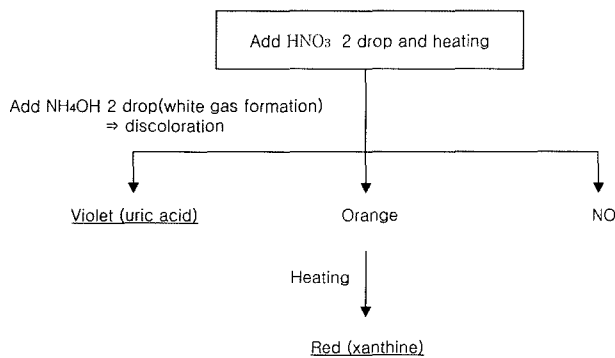 Add HNO₃ 2 drop and heating
Add NH₄OH 2 drop(white gas formation)
⇒ discoloration
Violet (uric acid)
Orange
NO
Heating
Red (xanthine)